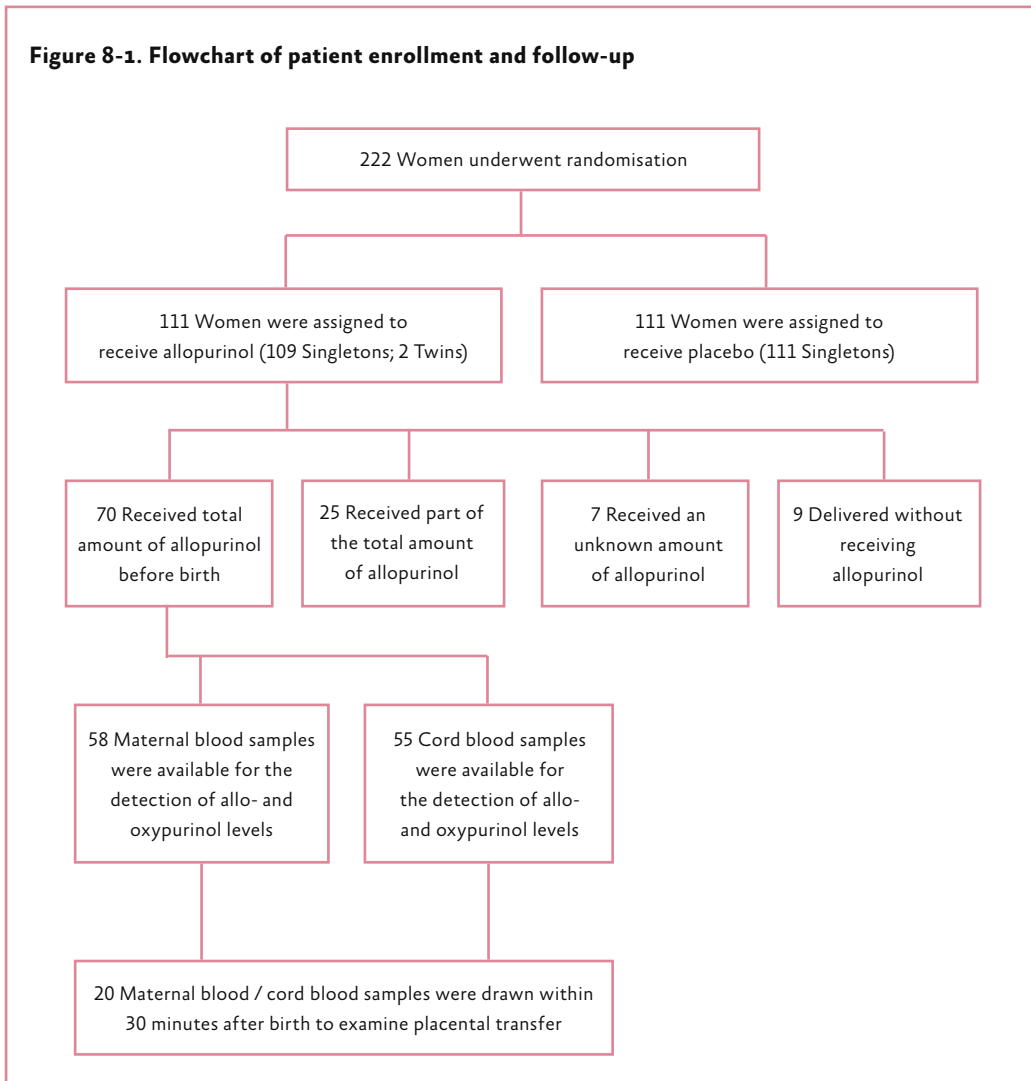 Figure 8-1. Flowchart of patient enrollment and follow-up
222 Women underwent randomisation
111 Women were assigned to
receive allopurinol (109 Singletons; 2 Twins)
111 Women were assigned to
receive placebo (111 Singletons)
70 Received total
amount of allopurinol
before birth
25 Received part of
the total amount
of allopurinol
7 Received an
unknown amount
of allopurinol
9 Delivered without
receiving
allopurinol
58 Maternal blood samples
were available for the
detection of allo- and
oxypurinol levels
55 Cord blood samples
were available for
the detection of allo-
and oxypurinol levels
20 Maternal blood / cord blood samples were drawn within
30 minutes after birth to examine placental transfer